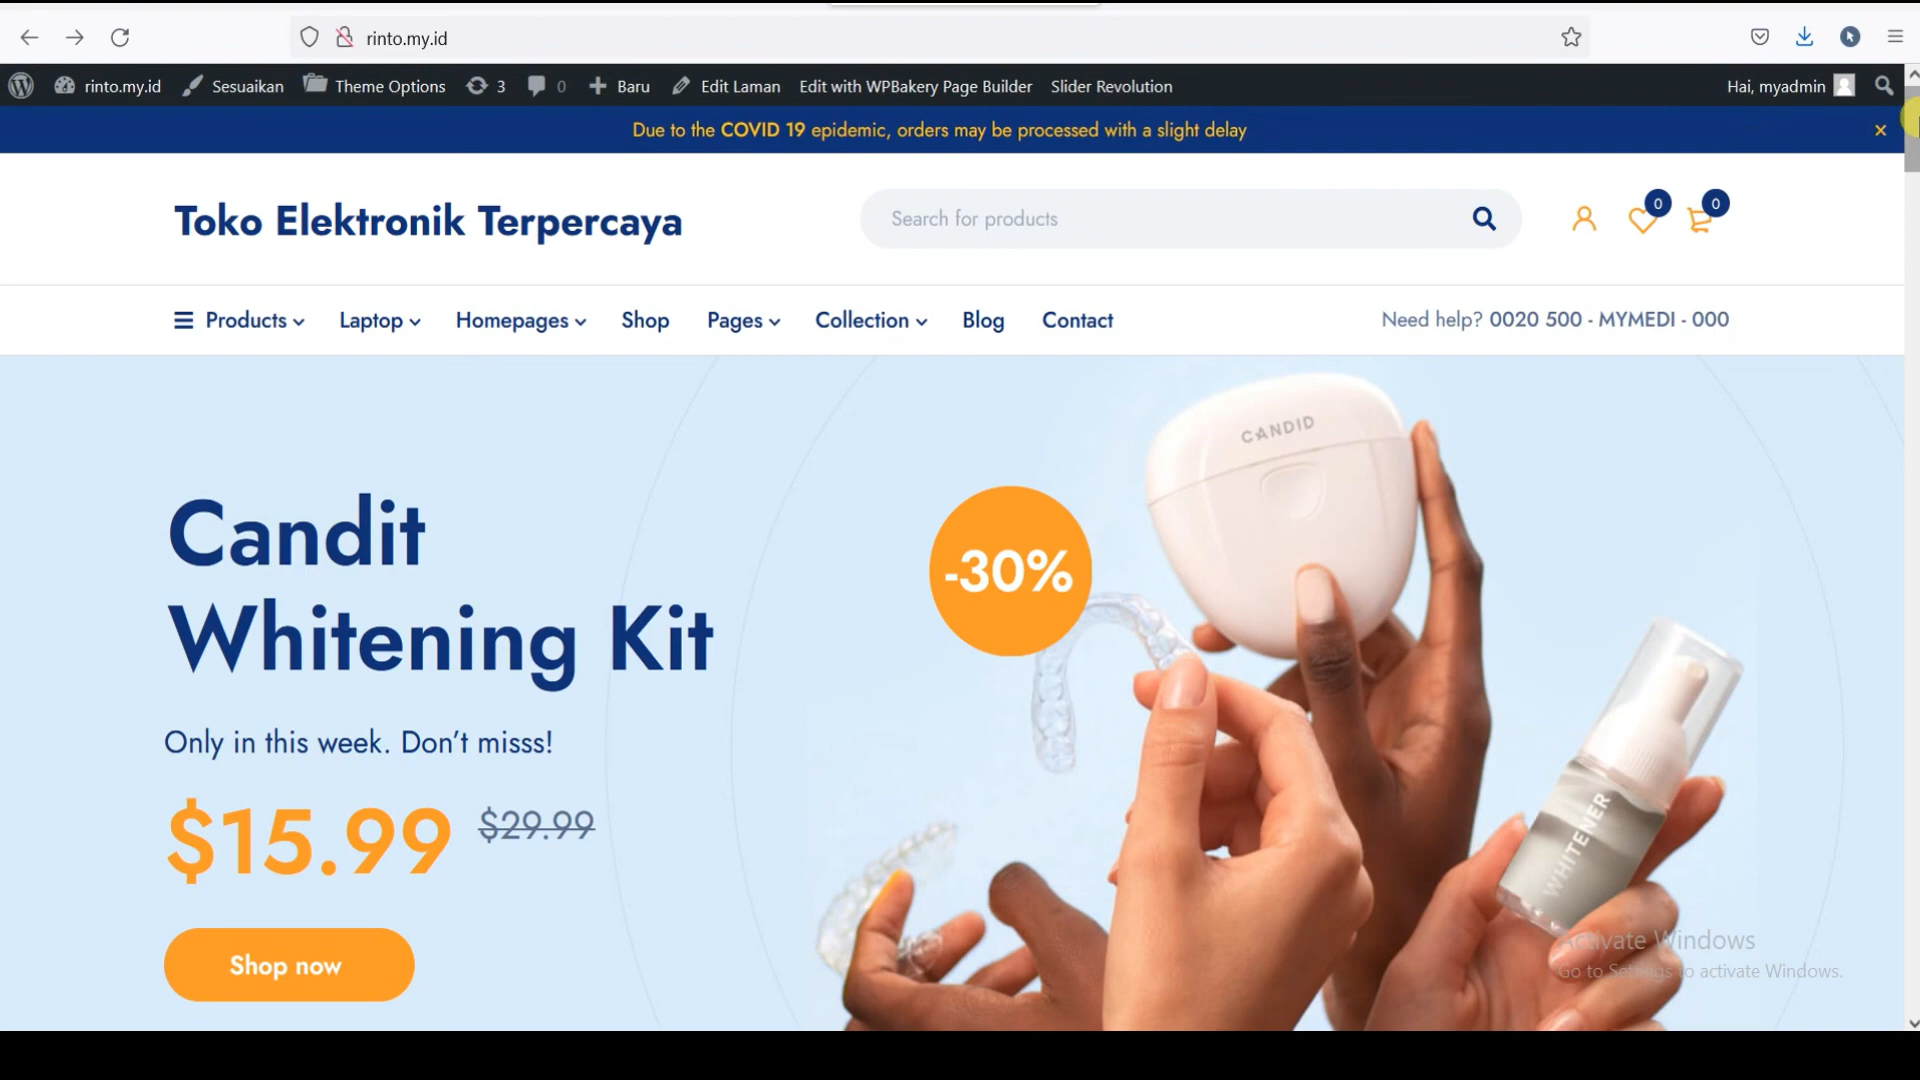 rinto.my.id
rinto.my.id Sesuaikan Theme Options 3 0 Baru Edit Laman Edit with WPBakery Page Builder Slider Revolution Hai, myadmin
Due to the COVID 19 epidemic, orders may be processed with a slight delay
Toko Elektronik Terpercaya
Search for products
0
0
Products Laptop Homepages Shop Pages Collection Blog Contact
Need help? 0020 500 - MYMEDI - 000
CANDID
Candit
Whitening Kit
-30%
Only in this week. Don't misss!
$15.99 $29.99
WHITENER
Shop now
Activate Windows
Go to Settings to activate Windows.